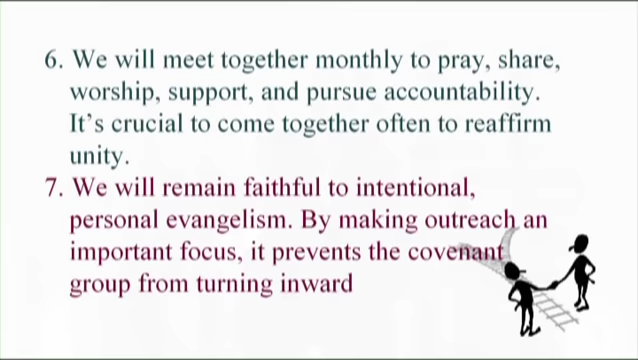 6. We will meet together monthly to pray, share,
worship, support, and pursue accountability.
It's crucial to come together often to reaffirm
unity.
7. We will remain faithful to intentional,
personal evangelism. By making outreach an
important focus, it prevents the covenant
group from turning inward